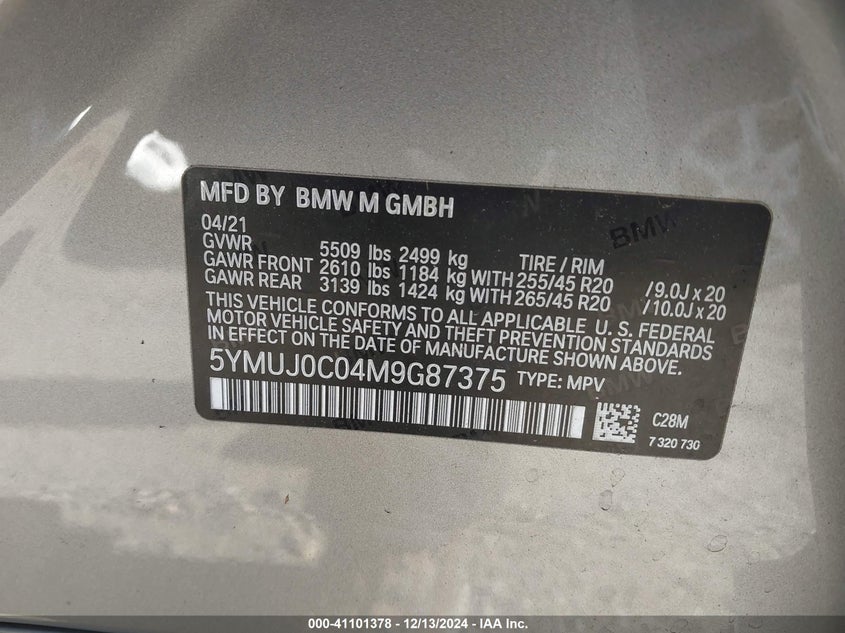 MFD BY BMW M GMBH
04/21
GVWR 5509 lbs 2499 kg TIRE / RIM
GAWR FRONT 2610 lbs 1184 kg WITH 255/45 R20 /9.0J x 20
GAWR REAR 3139 lbs 1424 kg WITH 265/45 R20 /10.0J x 20
THIS VEHICLE CONFORMS TO ALL APPLICABLE U. S. FEDERAL
MOTOR VEHICLE SAFETY AND THEFT PREVENTION STANDARDS
IN EFFECT ON THE DATE OF MANUFACTURE SHOWN ABOVE.
5YMUJ0C04M9G87375 TYPE: MPV
C28M
7 320 730
BMW
000-41101378 - 12/13/2024 - IAA Inc.